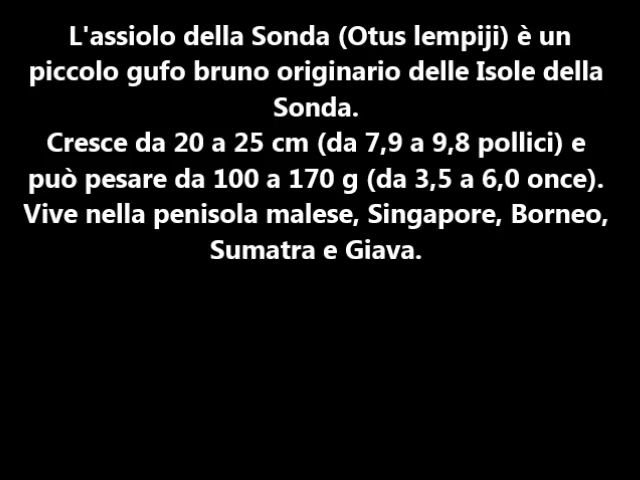 L'assiolo della Sonda (Otus lempiji) è un
piccolo gufo bruno originario delle Isole della
Sonda.
Cresce da 20 a 25 cm (da 7,9 a 9,8 pollici) e
può pesare da 100 a 170 g (da 3,5 a 6,0 once).
Vive nella penisola malese, Singapore, Borneo,
Sumatra e Giava.